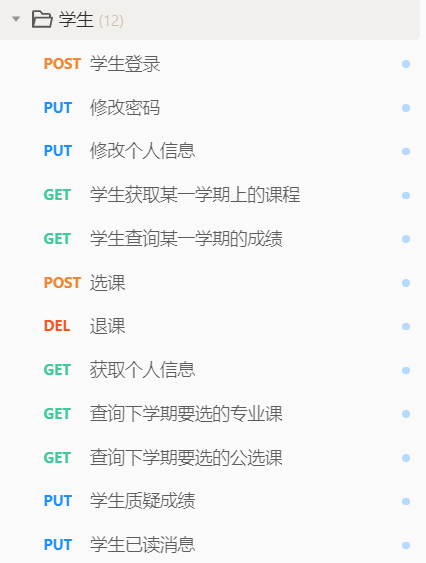 学生 (12)
POST 学生登录
PUT 修改密码
PUT 修改个人信息
GET 学生获取某一学期上的课程
GET 学生查询某一学期的成绩
POST 选课
DEL 退课
GET 获取个人信息
GET 查询下学期要选的专业课
GET 查询下学期要选的公选课
PUT 学生质疑成绩
PUT 学生已读消息